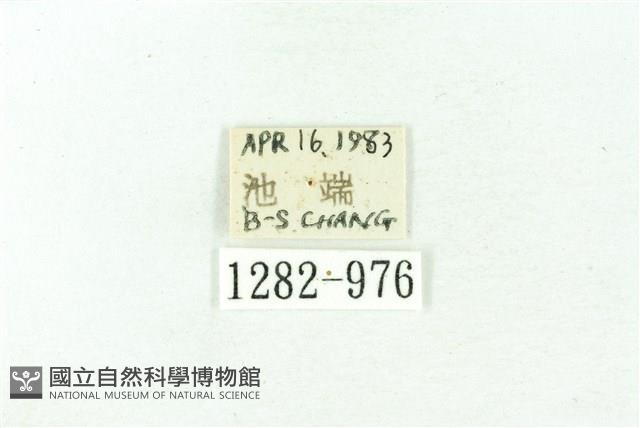 APR 16. 1983
池 端
B-S. CHANG
1282-976
國立自然科學博物館
NATIONAL MUSEUM OF NATURAL SCIENCE